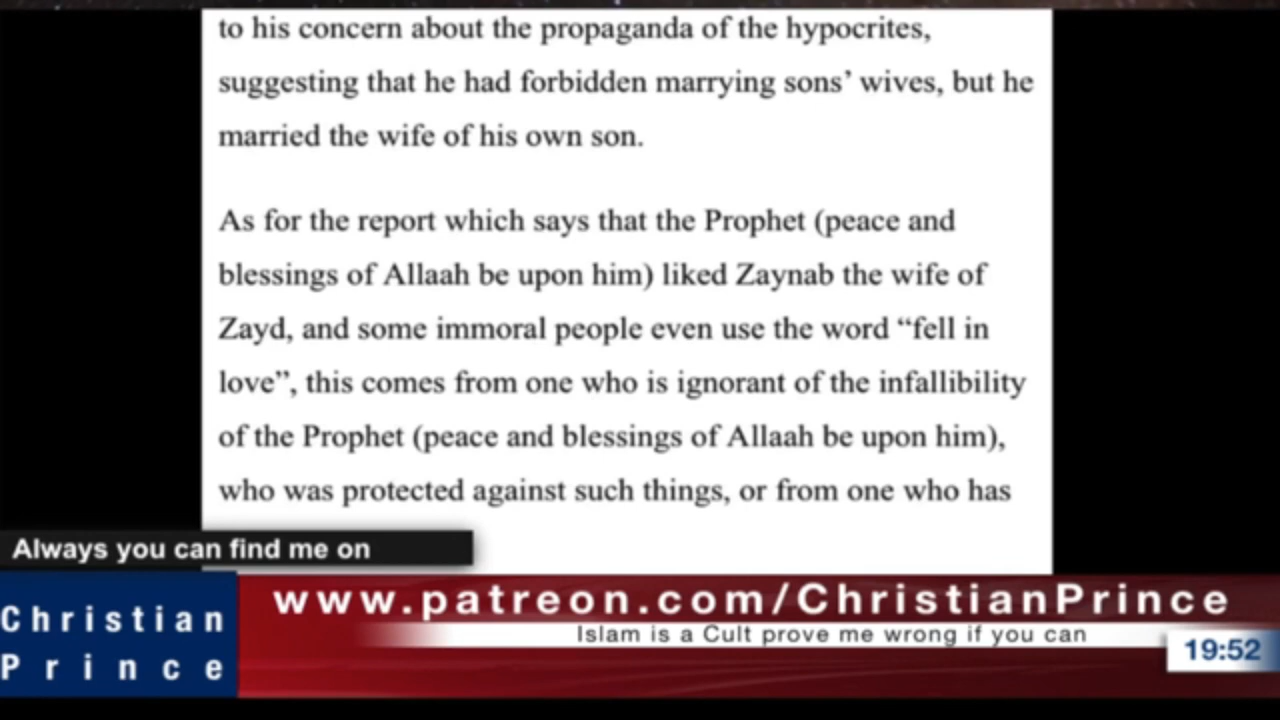 to his concern about the propaganda of the hypocrites,
suggesting that he had forbidden marrying sons' wives, but he
married the wife of his own son.
As for the report which says that the Prophet (peace and
blessings of Allaah be upon him) liked Zaynab the wife of
Zayd, and some immoral people even use the word “fell in
love”, this comes from one who is ignorant of the infallibility
of the Prophet (peace and blessings of Allaah be upon him),
who was protected against such things, or from one who has
Always you can find me on
Christian
Prince
www.patreon.com/ChristianPrince
Islam is a Cult prove me wrong if you can
19:52